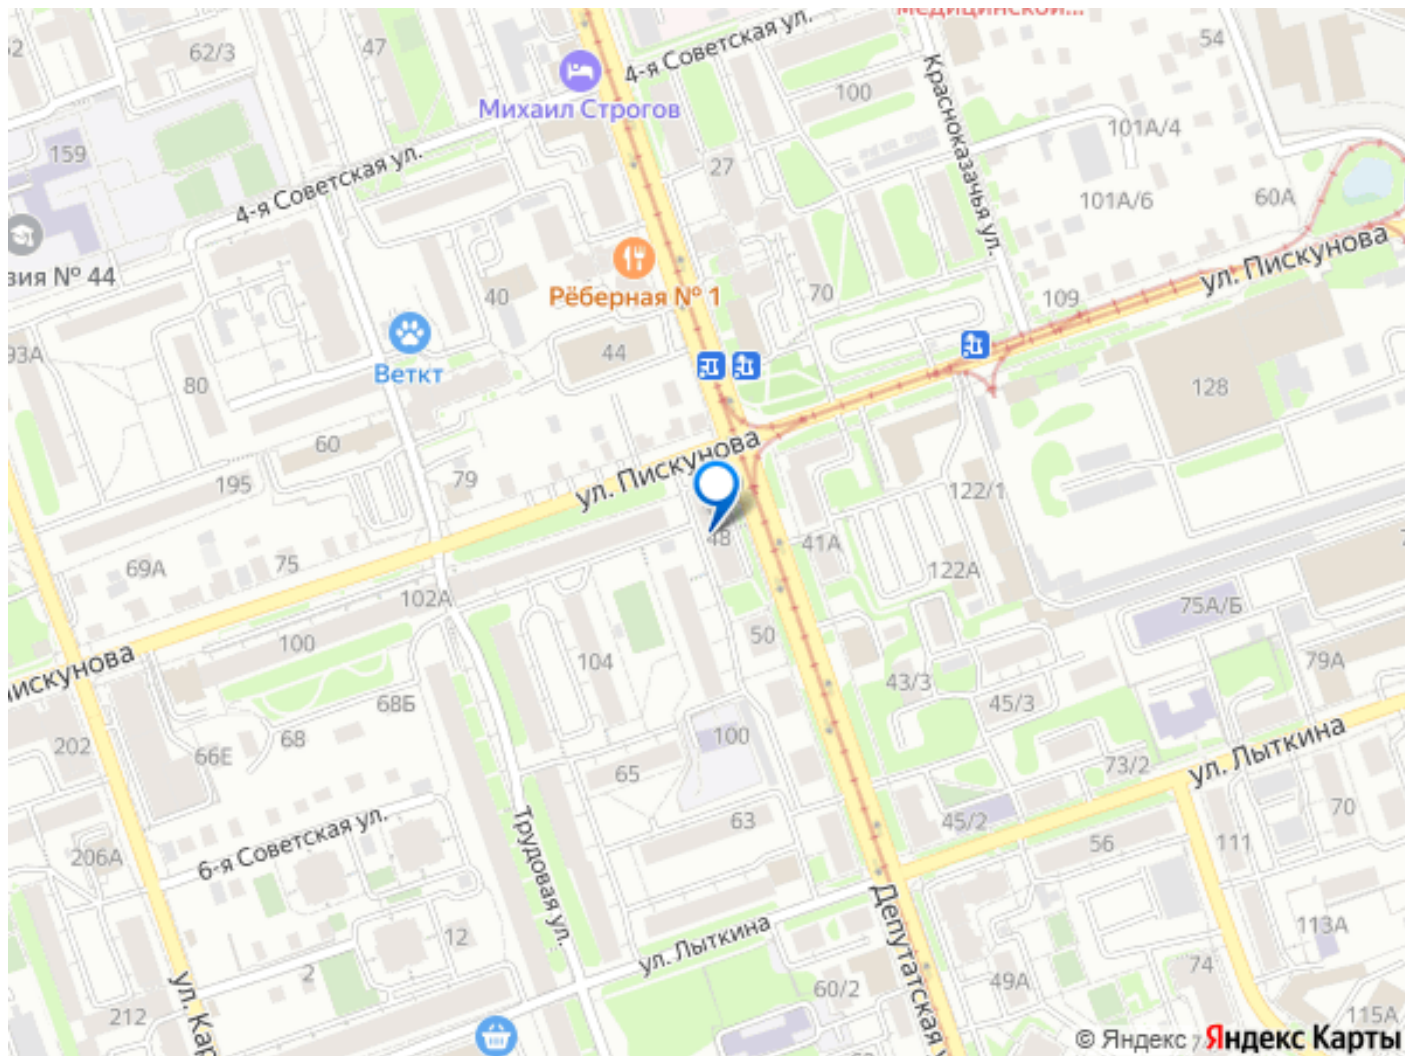 медицинской...
62/3
47
4-я Советская ул.
54
Михаил Строгов
100
Красноказачья ул.
101А/4
159
27
4-я Советская ул.
101А/6
60А
зия № 44
40
Рёберная № 1
70
109
ул. Пискунова
93А
44
80
Веткт
128
60
79
ул. Пискунова
195
122/1
69А
75
48
41А
122А
102А
75А/Б
100
50
104
79А
43/3
68Б
45/3
Пискунова
202
66Е
68
100
65
73/2
ул. Лыткина
70
6-я Советская ул.
63
45/2
56
111
206А
Трудовая ул.
12
ул. Лыткина
Депутатская у
113А
2
74
ул. Кар
60/2
49А
212
115А
© Яндекс
Яндекс Карты